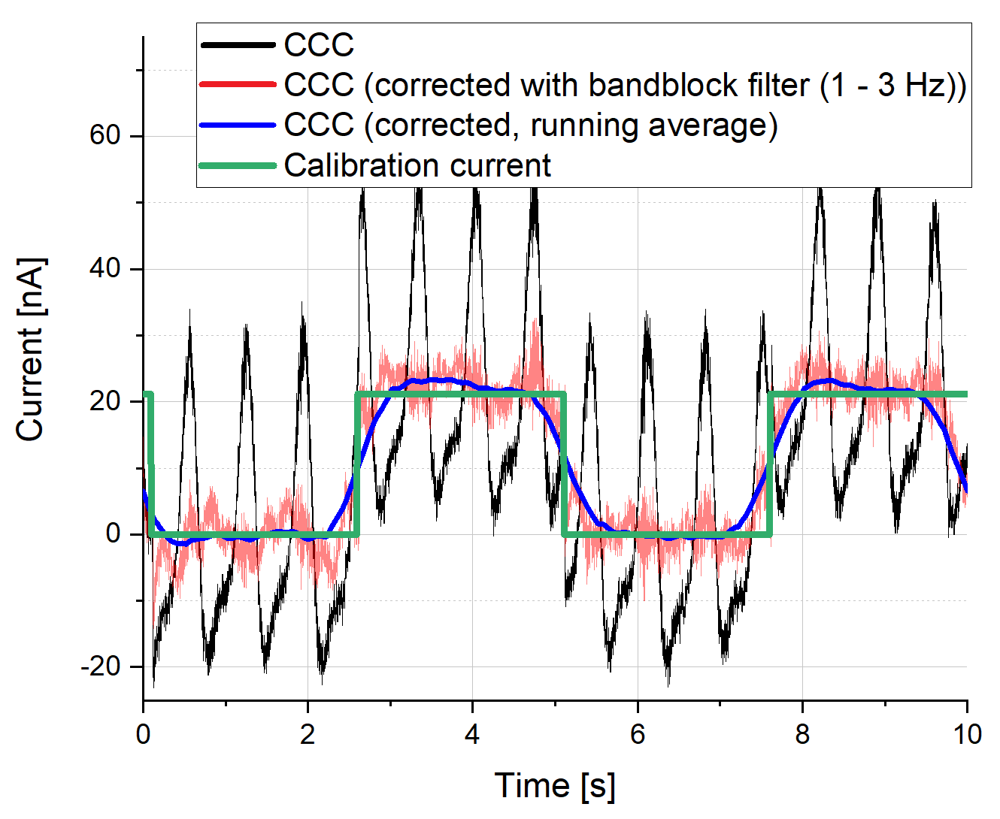 CCC
CCC (corrected with bandblock filter (1 - 3 Hz))
CCC (corrected, running average)
Calibration current
60
40
20
0
-20
Current [nA]
0 2 4 6 8 10
Time [s]